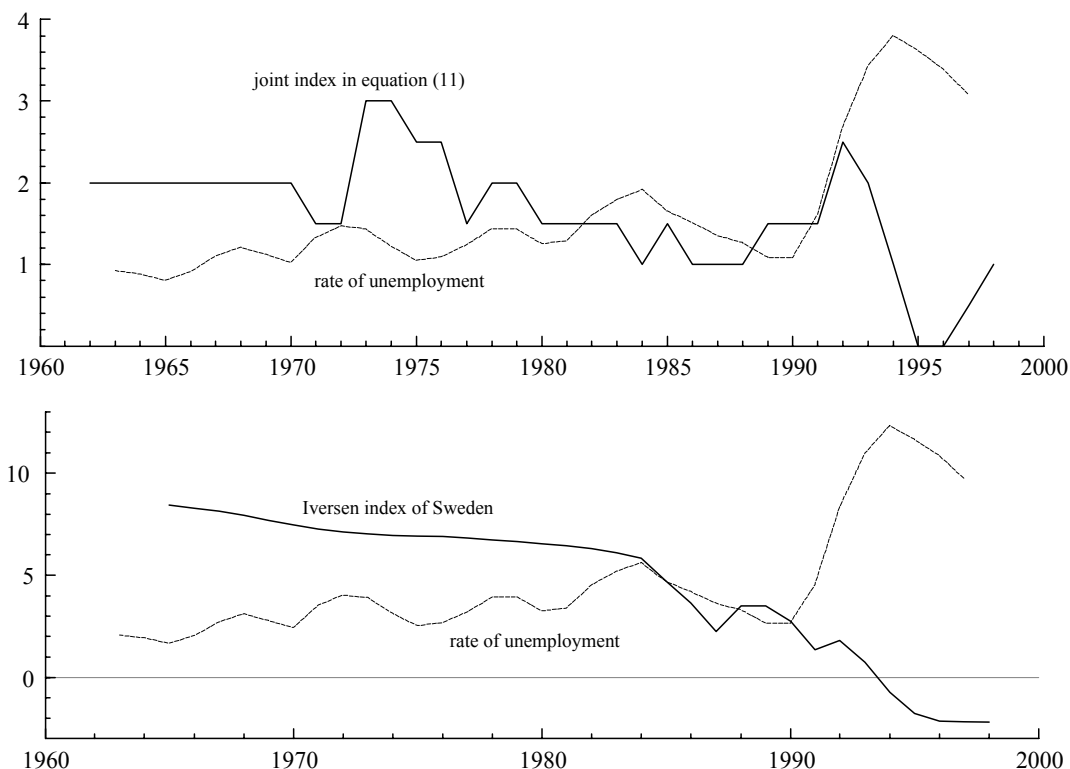 4
joint index in equation (11)
3
2
1
rate of unemployment
1960 1965 1970 1975 1980 1985 1990 1995 2000
10
Iversen index of Sweden
5
rate of unemployment
0
1960 1970 1980 1990 2000